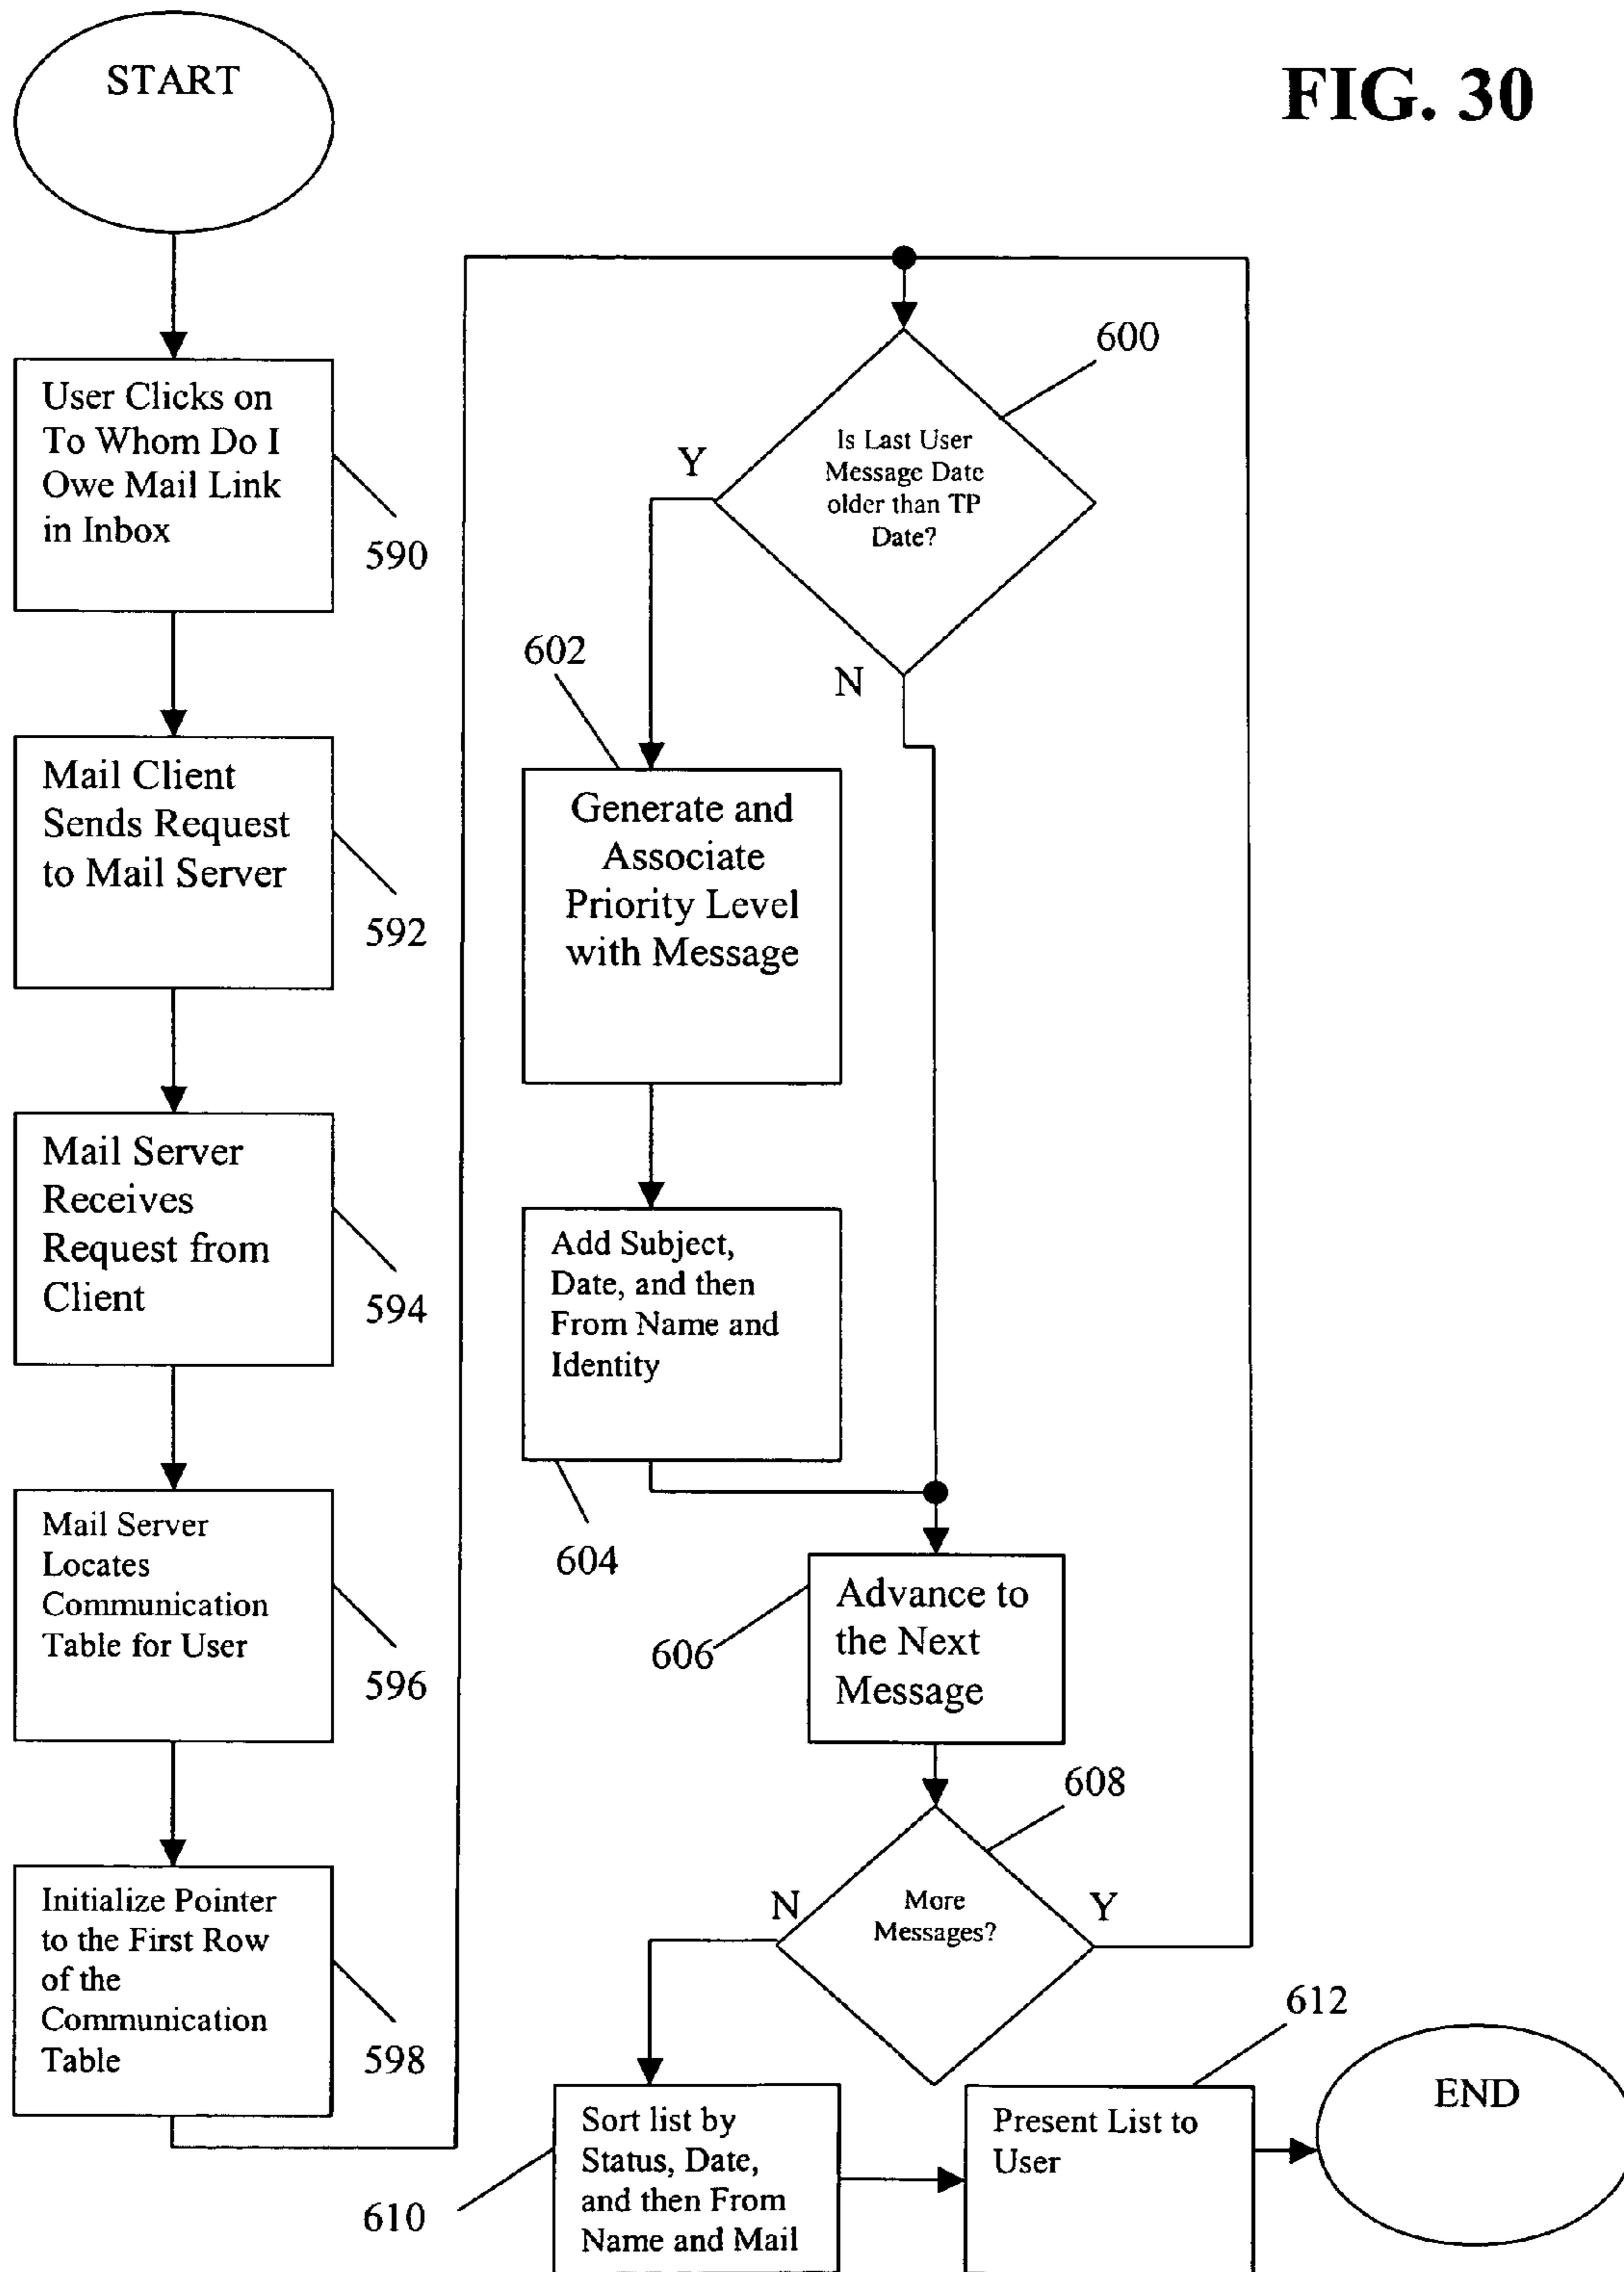 START
FIG. 30
User Clicks on
To Whom Do I
Owe Mail Link
in Inbox
590
Mail Client
Sends Request
to Mail Server
592
Mail Server
Receives
Request from
Client
594
Mail Server
Locates
Communication
Table for User
596
Initialize Pointer
to the First Row
of the
Communication
Table
598
600
Is Last User
Message Date
older than TP
Date?
Y
N
602
Generate and
Associate
Priority Level
with Message
Add Subject,
Date, and then
From Name and
Identity
604
Advance to
the Next
Message
606
608
More
Messages?
N
Y
Sort list by
Status, Date,
and then From
Name and Mail
610
612
Present List to
User
END